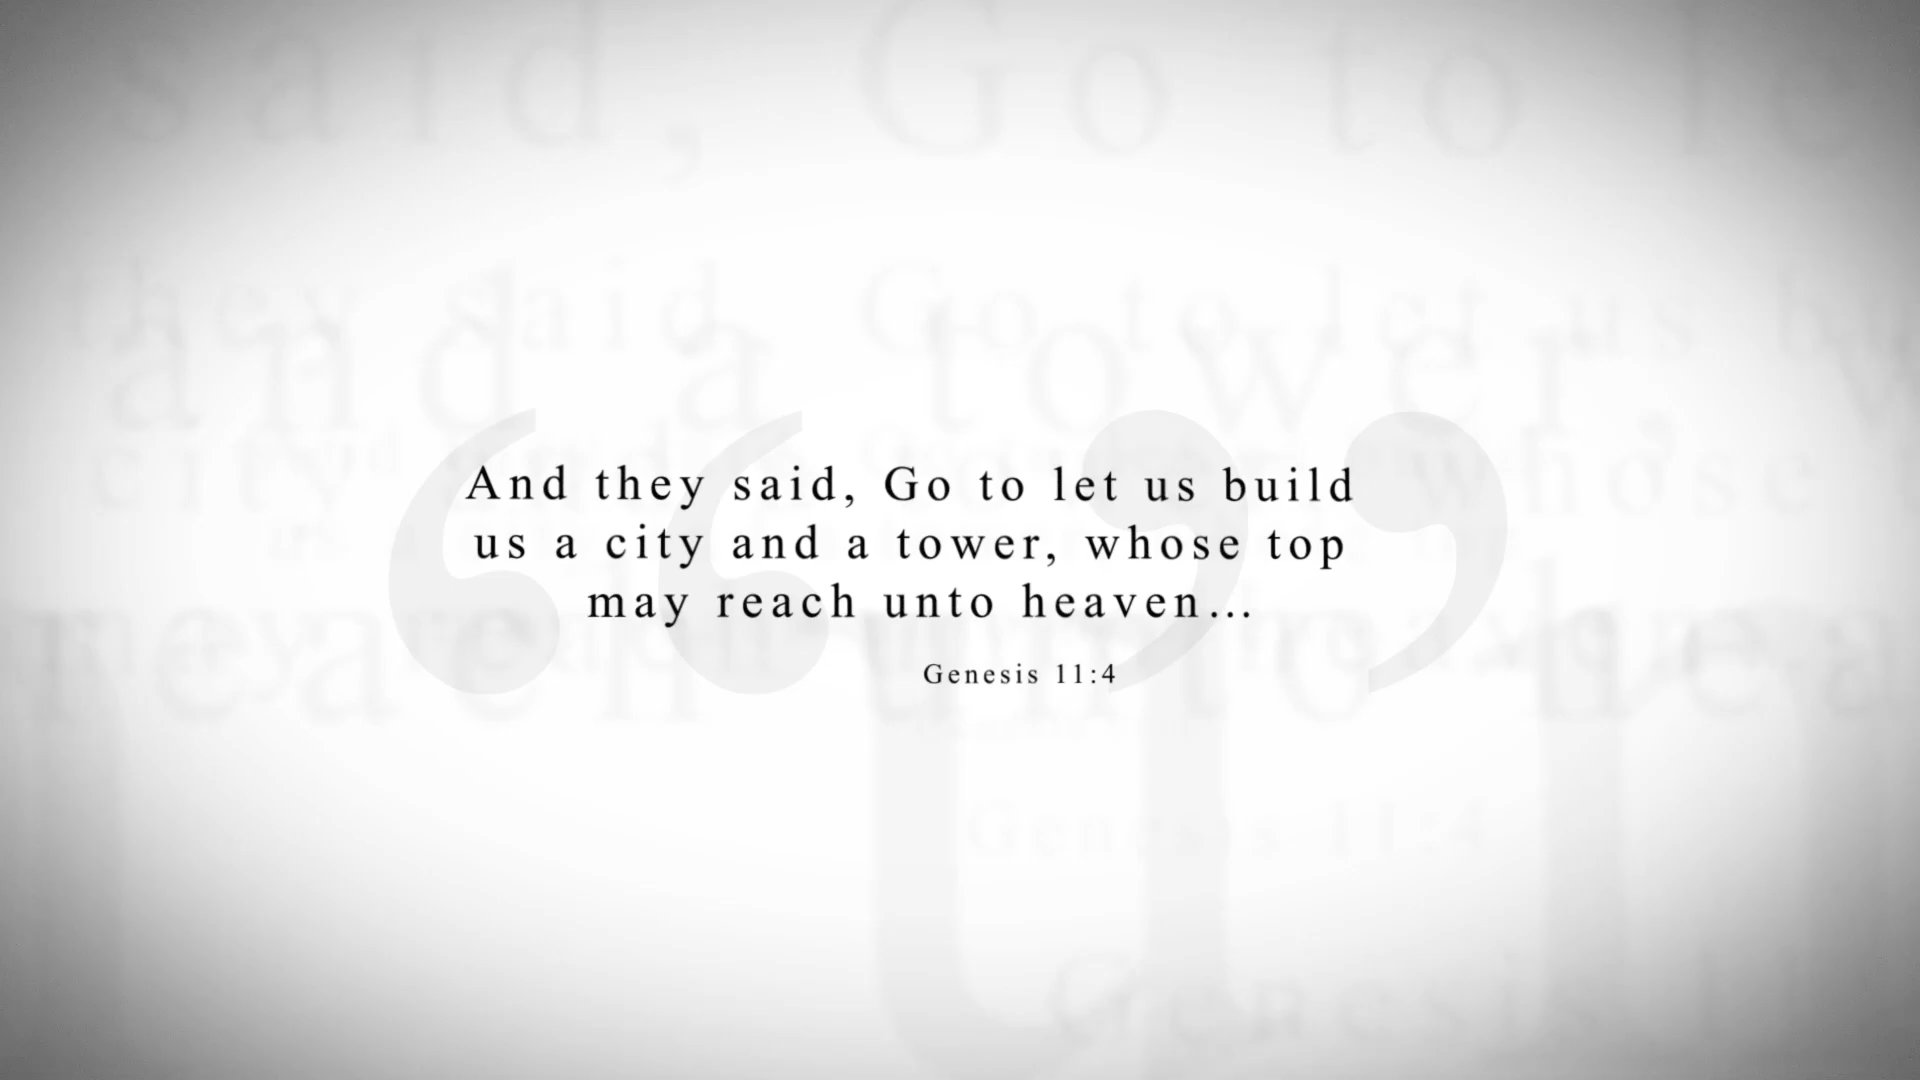 And they said, Go to let us build
us a city and a tower, whose top
may reach unto heaven...
Genesis 11:4